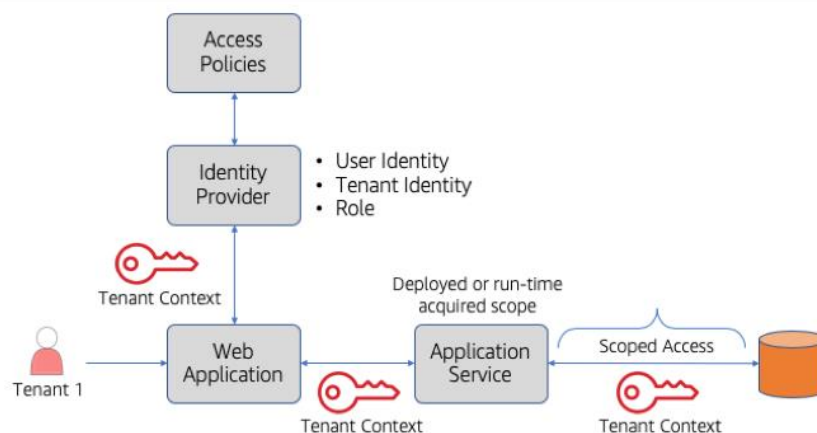 Access
Policies
Identity
Provider
• User Identity
• Tenant Identity
• Role
Tenant Context
Deployed or run-time
acquired scope
Tenant 1
Web
Application
Application
Service
Scoped Access
Tenant Context
Tenant Context